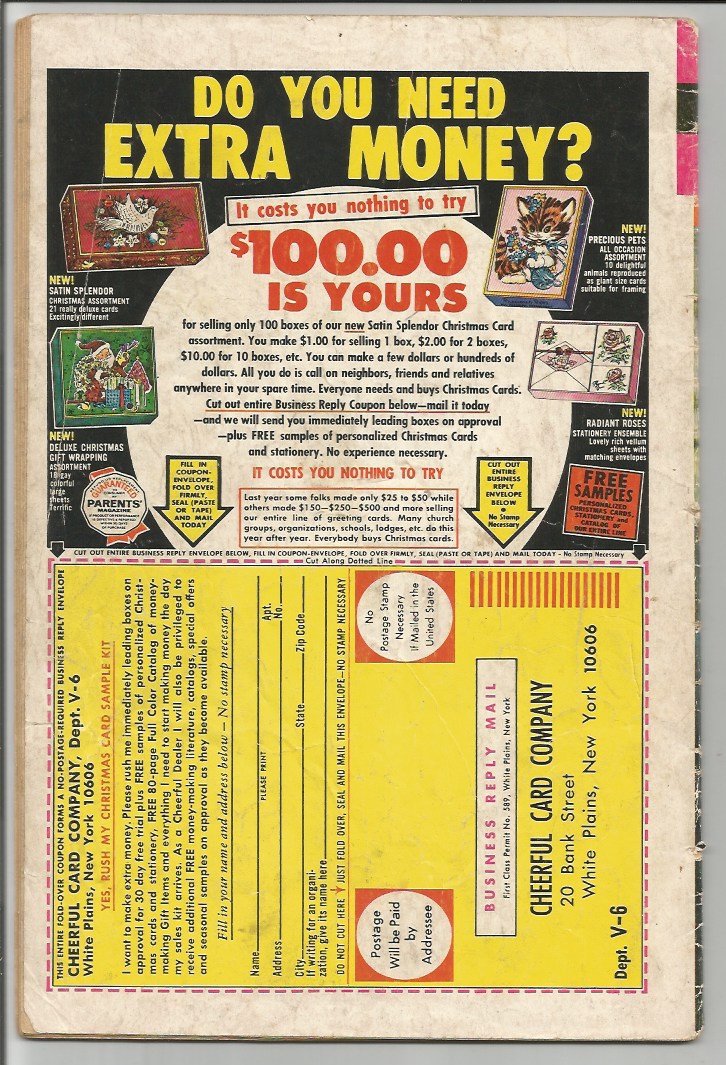 DO YOU NEED
EXTRA MONEY?
It costs you nothing to try
$100.00
IS YOURS
NEW!
SATIN SPLENDOR
CHRISTMAS ASSORTMENT
21 really deluxe cards
Excitingly different
NEW!
PRECIOUS PETS
ALL OCCASION
ASSORTMENT
10 delightful
animals reproduced
as giant size cards
suitable for framing
for selling only 100 boxes of our new Satin Splendor Christmas Card
assortment. You make $1.00 for selling 1 box, $2.00 for 2 boxes,
$10.00 for 10 boxes, etc. You can make a few dollars or hundreds of
dollars. All you do is call on neighbors, friends and relatives
anywhere in your spare time. Everyone needs and buys Christmas Cards.
Cut out entire Business Reply Coupon below—mail it today
—and we will send you immediately leading boxes on approval
—plus FREE samples of personalized Christmas Cards
and stationery. No experience necessary.
IT COSTS YOU NOTHING TO TRY
NEW!
DELUXE CHRISTMAS
GIFT WRAPPING
ASSORTMENT
18 gay
colorful
large
sheets
Terrific
NEW!
RADIANT ROSES
STATIONERY ENSEMBLE
Lovely rich vellum
sheets with
matching envelopes
GUARANTEED
PARENTS'
MAGAZINE
FILL IN
COUPON-
ENVELOPE,
FOLD OVER
FIRMLY,
SEAL (PASTE
OR TAPE)
AND MAIL
TODAY
Last year some folks made only $25 to $50 while
others made $150—$250—$500 and more selling
our entire line of greeting cards. Many church
groups, organizations, schools, lodges, etc. do this
year after year. Everybody buys Christmas cards.
CUT OUT
ENTIRE
BUSINESS
REPLY
ENVELOPE
BELOW
No Stamp
Necessary
FREE
SAMPLES
PERSONALIZED
CHRISTMAS CARDS
STATIONERY and
CATALOG OF
OUR ENTIRE LINE
CUT OUT ENTIRE BUSINESS REPLY ENVELOPE BELOW, FILL IN COUPON-ENVELOPE, FOLD OVER FIRMLY, SEAL (PASTE OR TAPE) AND MAIL TODAY - No Stamp Necessary
Cut Along Dotted Line
THIS ENTIRE FOLD-OVER COUPON FORMS A NO-POSTAGE-REQUIRED BUSINESS REPLY ENVELOPE
CHEERFUL CARD COMPANY, Dept. V-6
White Plains, New York 10606
YES, RUSH MY CHRISTMAS CARD SAMPLE KIT
I want to make extra money. Please rush me immediately leading boxes on
approval for 30 day free trial plus FREE samples of personalized Christ-
mas cards and stationery, FREE 80-page Full Color Catalog of money-
making Gift Items and everything I need to start making money the day
my sales kit arrives. As a Cheerful Dealer I will also be privileged to
receive additional FREE money-making literature, catalogs, special offers
and seasonal samples on approval as they become available.
Fill in your name and address below — No stamp necessary
Name
PLEASE PRINT
Address
Apt. No.
City
State
Zip Code
If writing for an organi-
zation, give its name here
DO NOT CUT HERE JUST FOLD OVER, SEAL AND MAIL THIS ENVELOPE—NO STAMP NECESSARY
No
Postage Stamp
Necessary
If Mailed in the
United States
Postage
Will be Paid
by
Addressee
BUSINESS REPLY MAIL
First Class Permit No. 589, White Plains, New York
CHEERFUL CARD COMPANY
20 Bank Street
White Plains, New York 10606
Dept. V-6